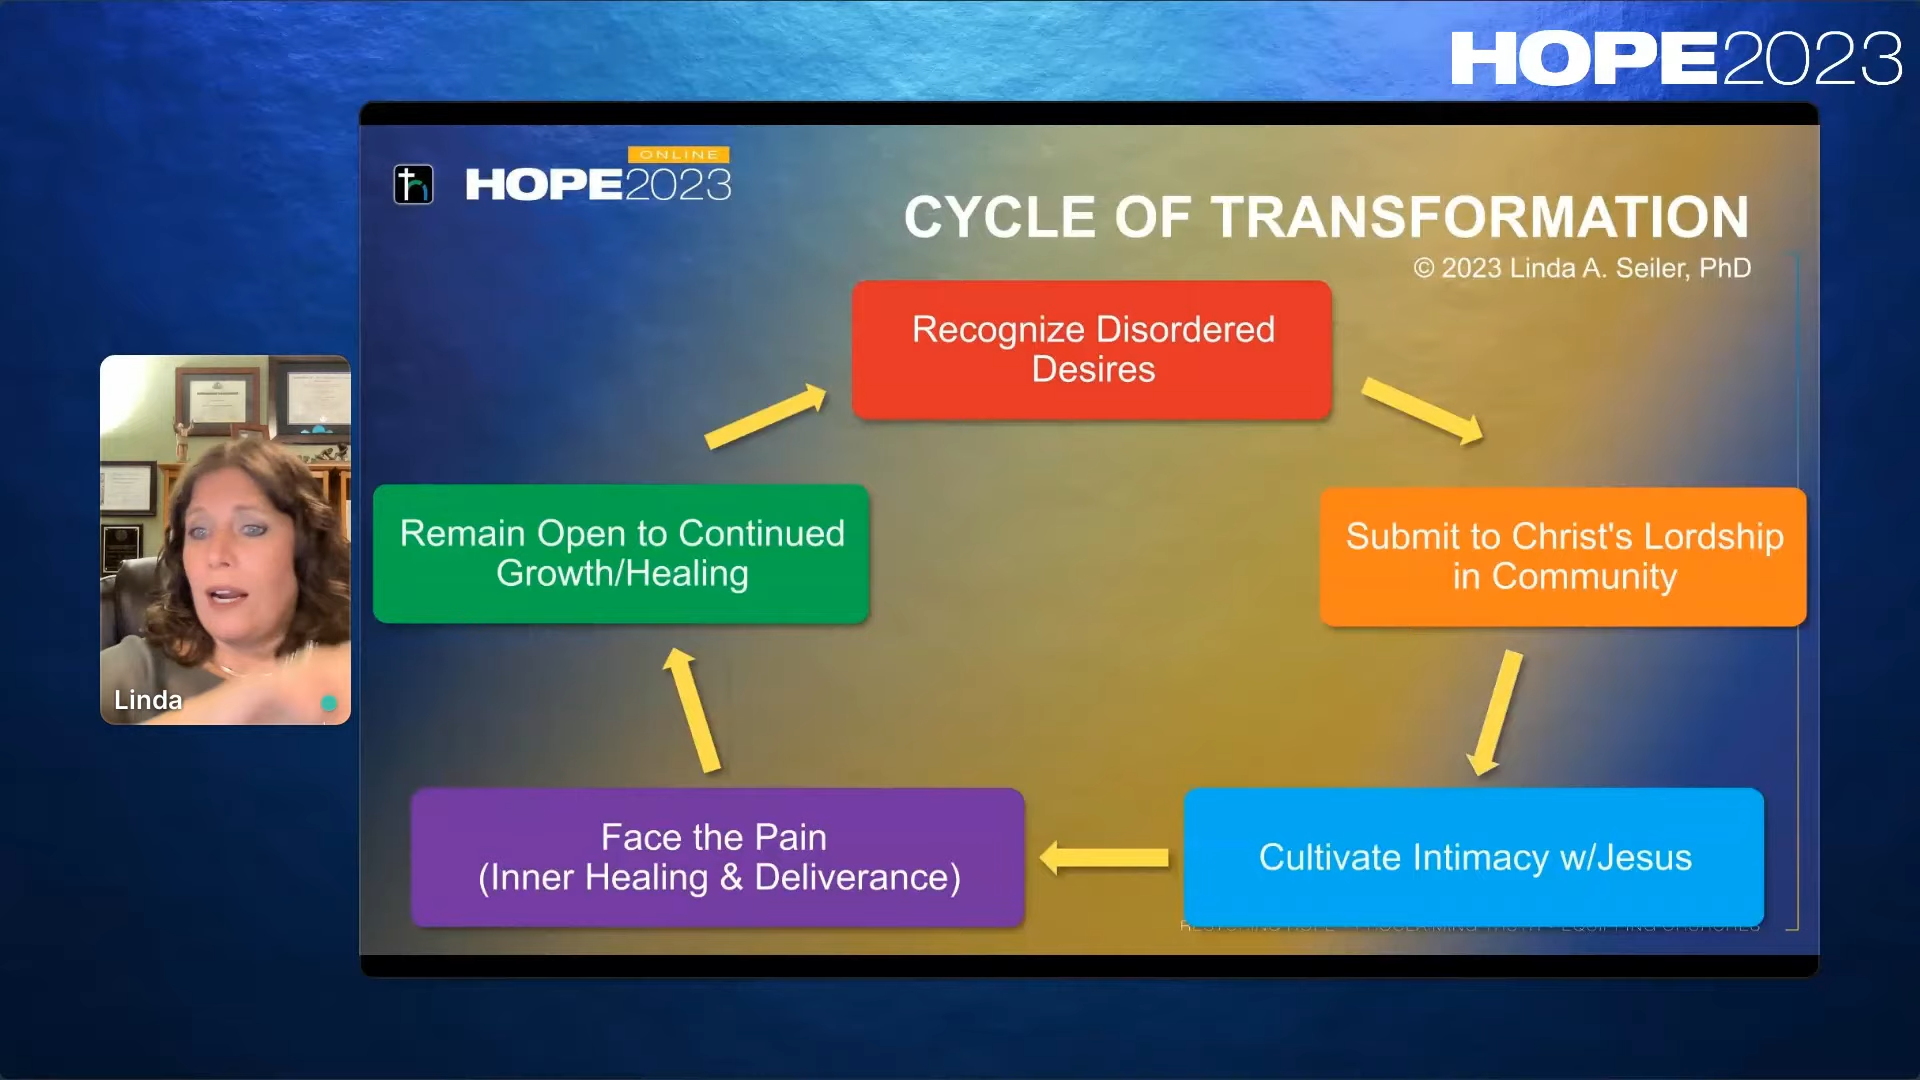 HOPE2023
ONLINE
HOPE2023
CYCLE OF TRANSFORMATION
© 2023 Linda A. Seiler, PhD
Recognize Disordered
Desires
Submit to Christ's Lordship
in Community
Cultivate Intimacy w/Jesus
Face the Pain
(Inner Healing & Deliverance)
Remain Open to Continued
Growth/Healing
Linda